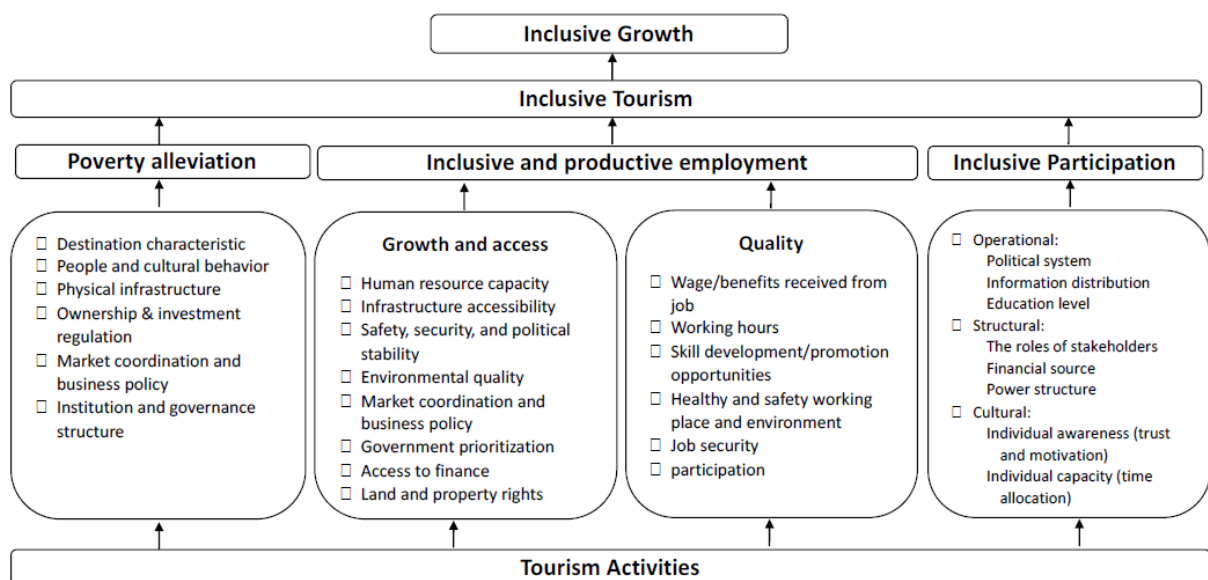 Inclusive Growth
Inclusive Tourism
Poverty alleviation
Inclusive and productive employment
Inclusive Participation
Destination characteristic
People and cultural behavior
Physical infrastructure
Ownership & investment
regulation
Market coordination and
business policy
Institution and governance
structure
Growth and access
Human resource capacity
Infrastructure accessibility
Safety, security, and political
stability
Environmental quality
Market coordination and
business policy
Government prioritization
Access to finance
Land and property rights
Quality
Wage/benefits received from
job
Working hours
Skill development/promotion
opportunities
Healthy and safety working
place and environment
Job security
participation
Operational:
Political system
Information distribution
Education level
Structural:
The roles of stakeholders
Financial source
Power structure
Cultural:
Individual awareness (trust
and motivation)
Individual capacity (time
allocation)
Tourism Activities